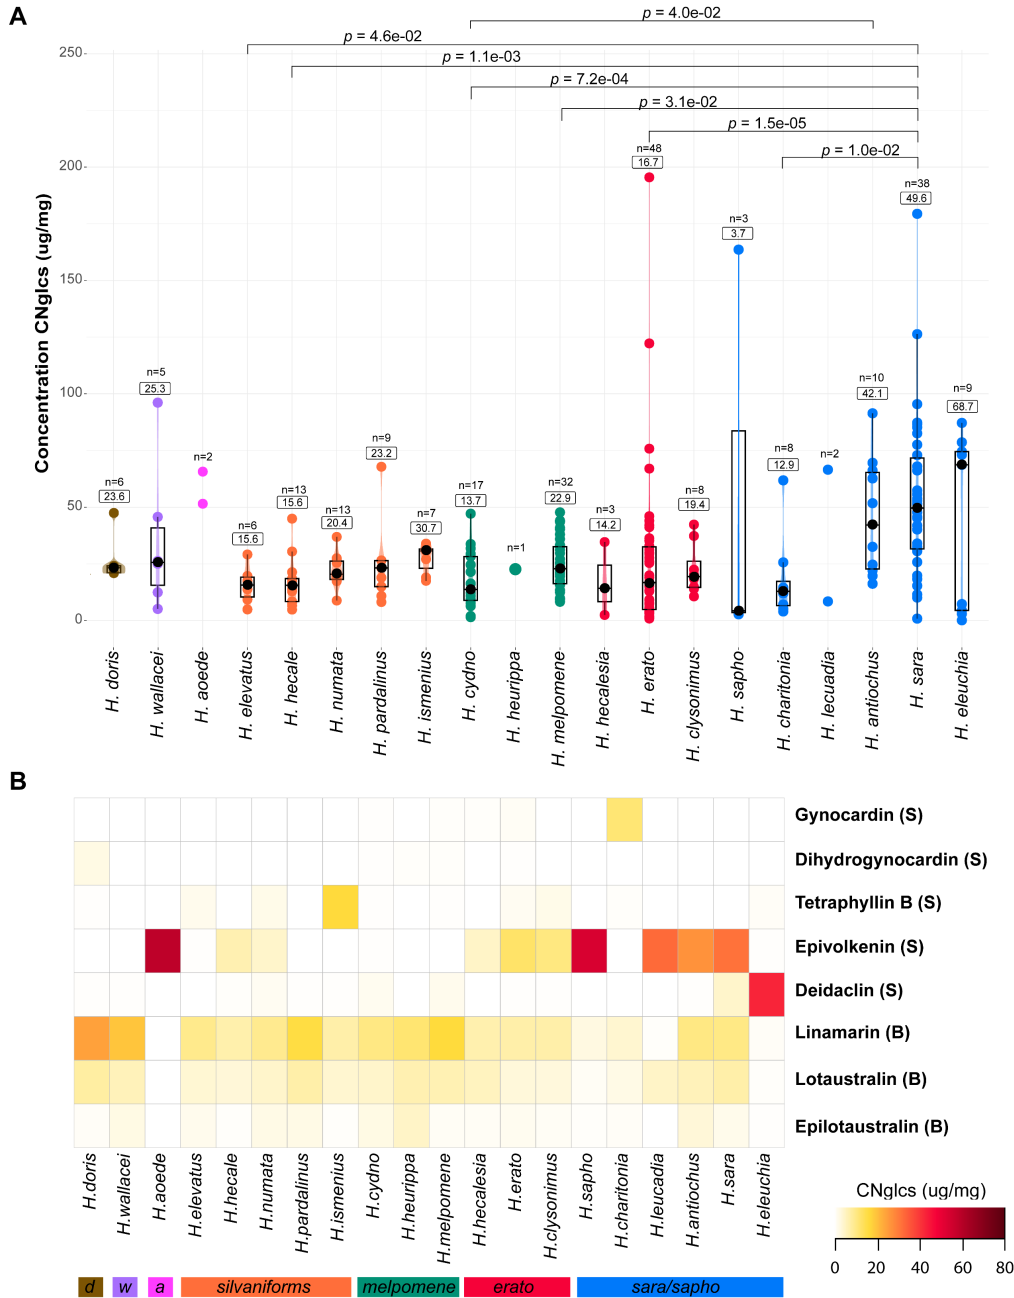 A
p = 4.0e-02
p = 4.6e-02
p = 1.1e-03
p = 7.2e-04
p = 3.1e-02
p = 1.5e-05
p = 1.0e-02
Concentration CNglcs (ug/mg)
250
200
150
100
50
0
n=6
23.6
n=5
25.3
n=2
n=6
15.6
n=13
15.6
n=13
20.4
n=9
23.2
n=7
30.7
n=17
13.7
n=1
n=32
22.9
n=3
14.2
n=48
16.7
n=8
19.4
n=3
3.7
n=8
12.9
n=2
n=10
42.1
n=38
49.6
n=9
68.7
H. doris
H. wallacei
H. aoede
H. elevatus
H. hecale
H. numata
H. pardalinus
H. ismenius
H. cydno
H. heurippa
H. melpomene
H. hecalesia
H. erato
H. clysonimus
H. sapho
H. charitonia
H. lecuadia
H. antiochus
H. sara
H. eleuchia
B
Gynocardin (S)
Dihydrogynocardin (S)
Tetraphyllin B (S)
Epivolkenin (S)
Deidaclin (S)
Linamarin (B)
Lotaustralin (B)
Epilotaustralin (B)
H.doris
H.wallacei
H.aoede
H.elevatus
H.hecale
H.numata
H.pardalinus
H.ismenius
H.cydno
H.heurippa
H.melpomene
H.hecalesia
H.erato
H.clysonimus
H.sapho
H.charitonia
H.leucadia
H.antiochus
H.sara
H.eleuchia
CNglcs (ug/mg)
0 20 40 60 80
d w a silvaniforms melpomene erato sara/sapho